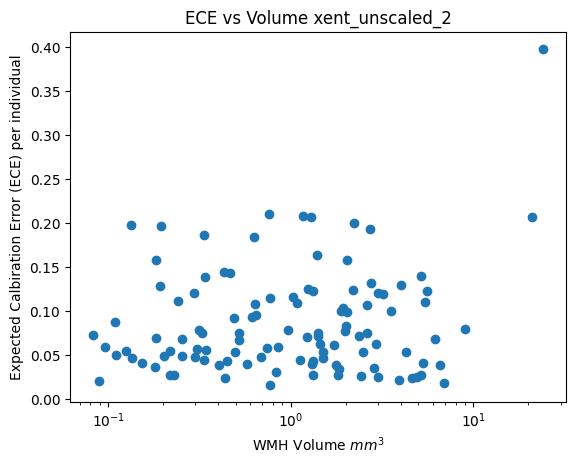 ECE vs Volume xent_unscaled_2
Expected Calbiration Error (ECE) per individual
0.40
0.35
0.30
0.25
0.20
0.15
0.10
0.05
0.00
10⁻¹ 10⁰ 10¹
WMH Volume mm³